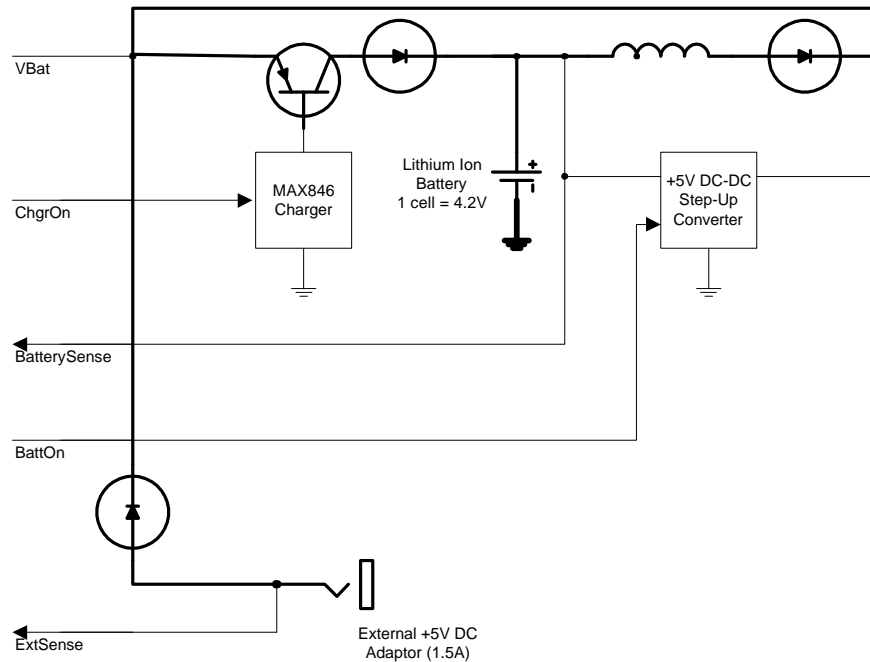 VBat
Lithium Ion
Battery
1 cell = 4.2V
+
-
MAX846
Charger
+5V DC-DC
Step-Up
Converter
ChgrOn
BatterySense
BattOn
External +5V DC
Adaptor (1.5A)
ExtSense